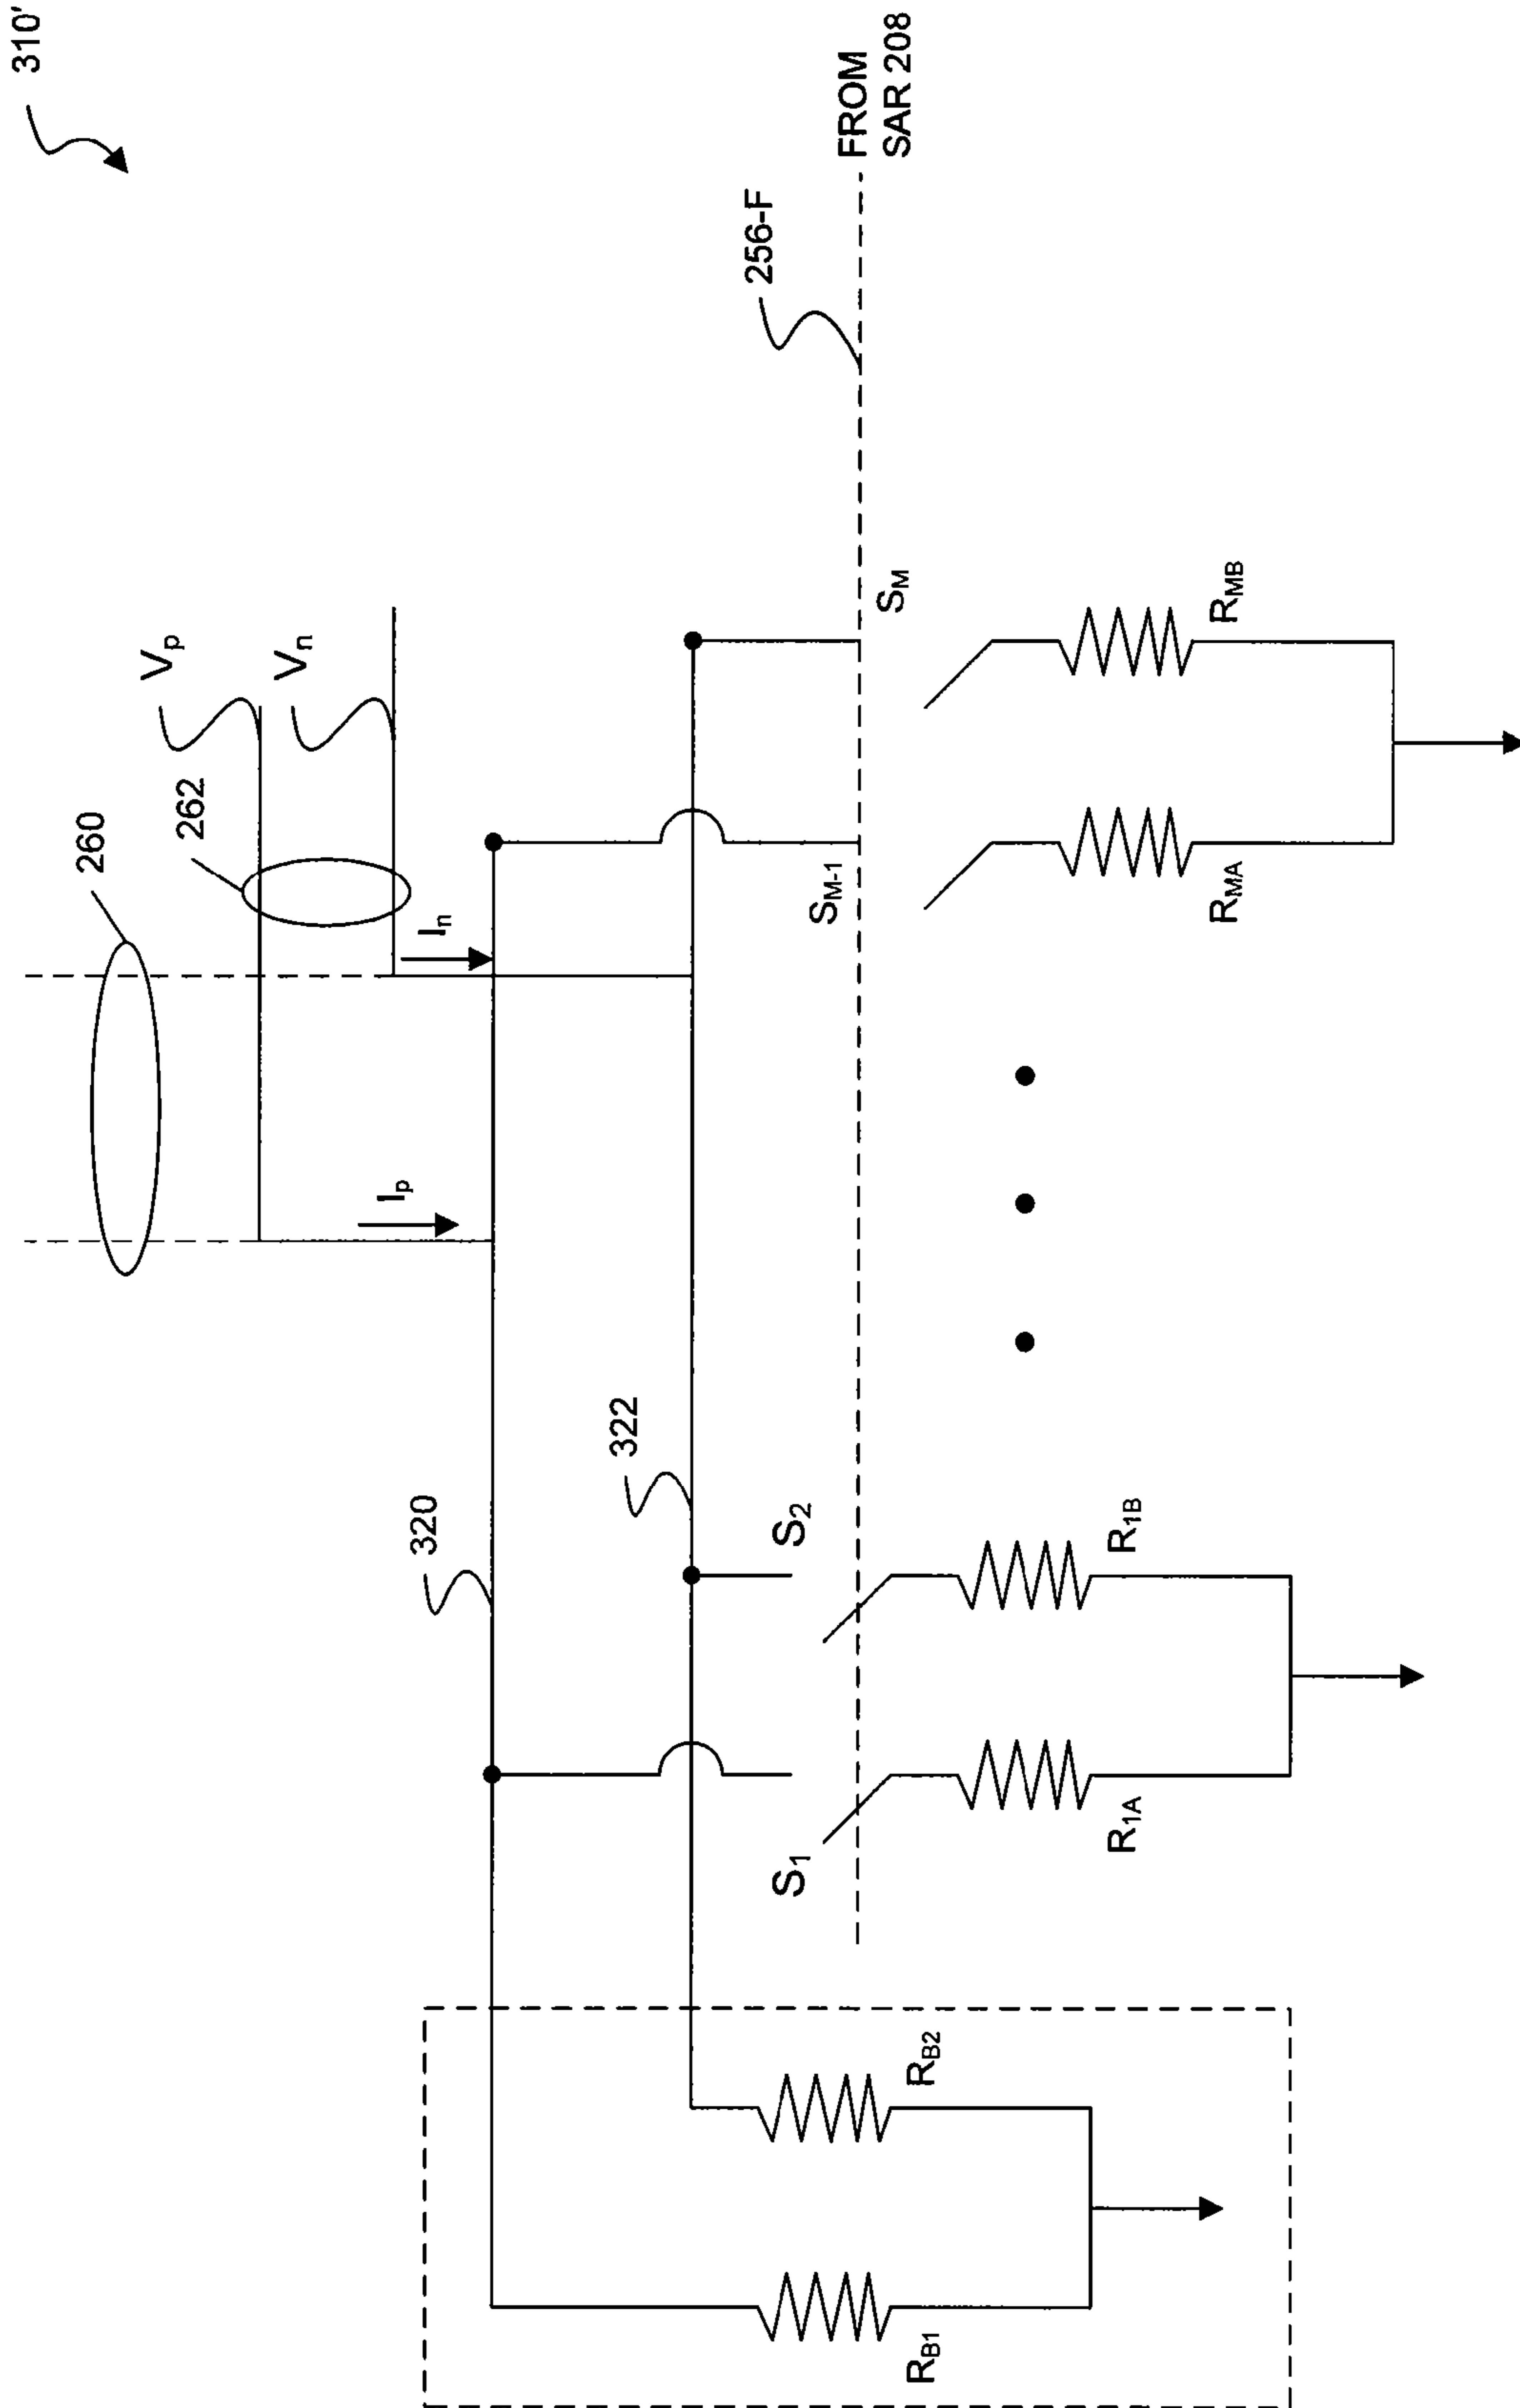 310'
260
262
Vp
Vn
Ip
In
320
322
256-F
FROM
SAR 208
S1
S2
SM-1
SM
RB1
RB2
R1A
R1B
RMA
RMB